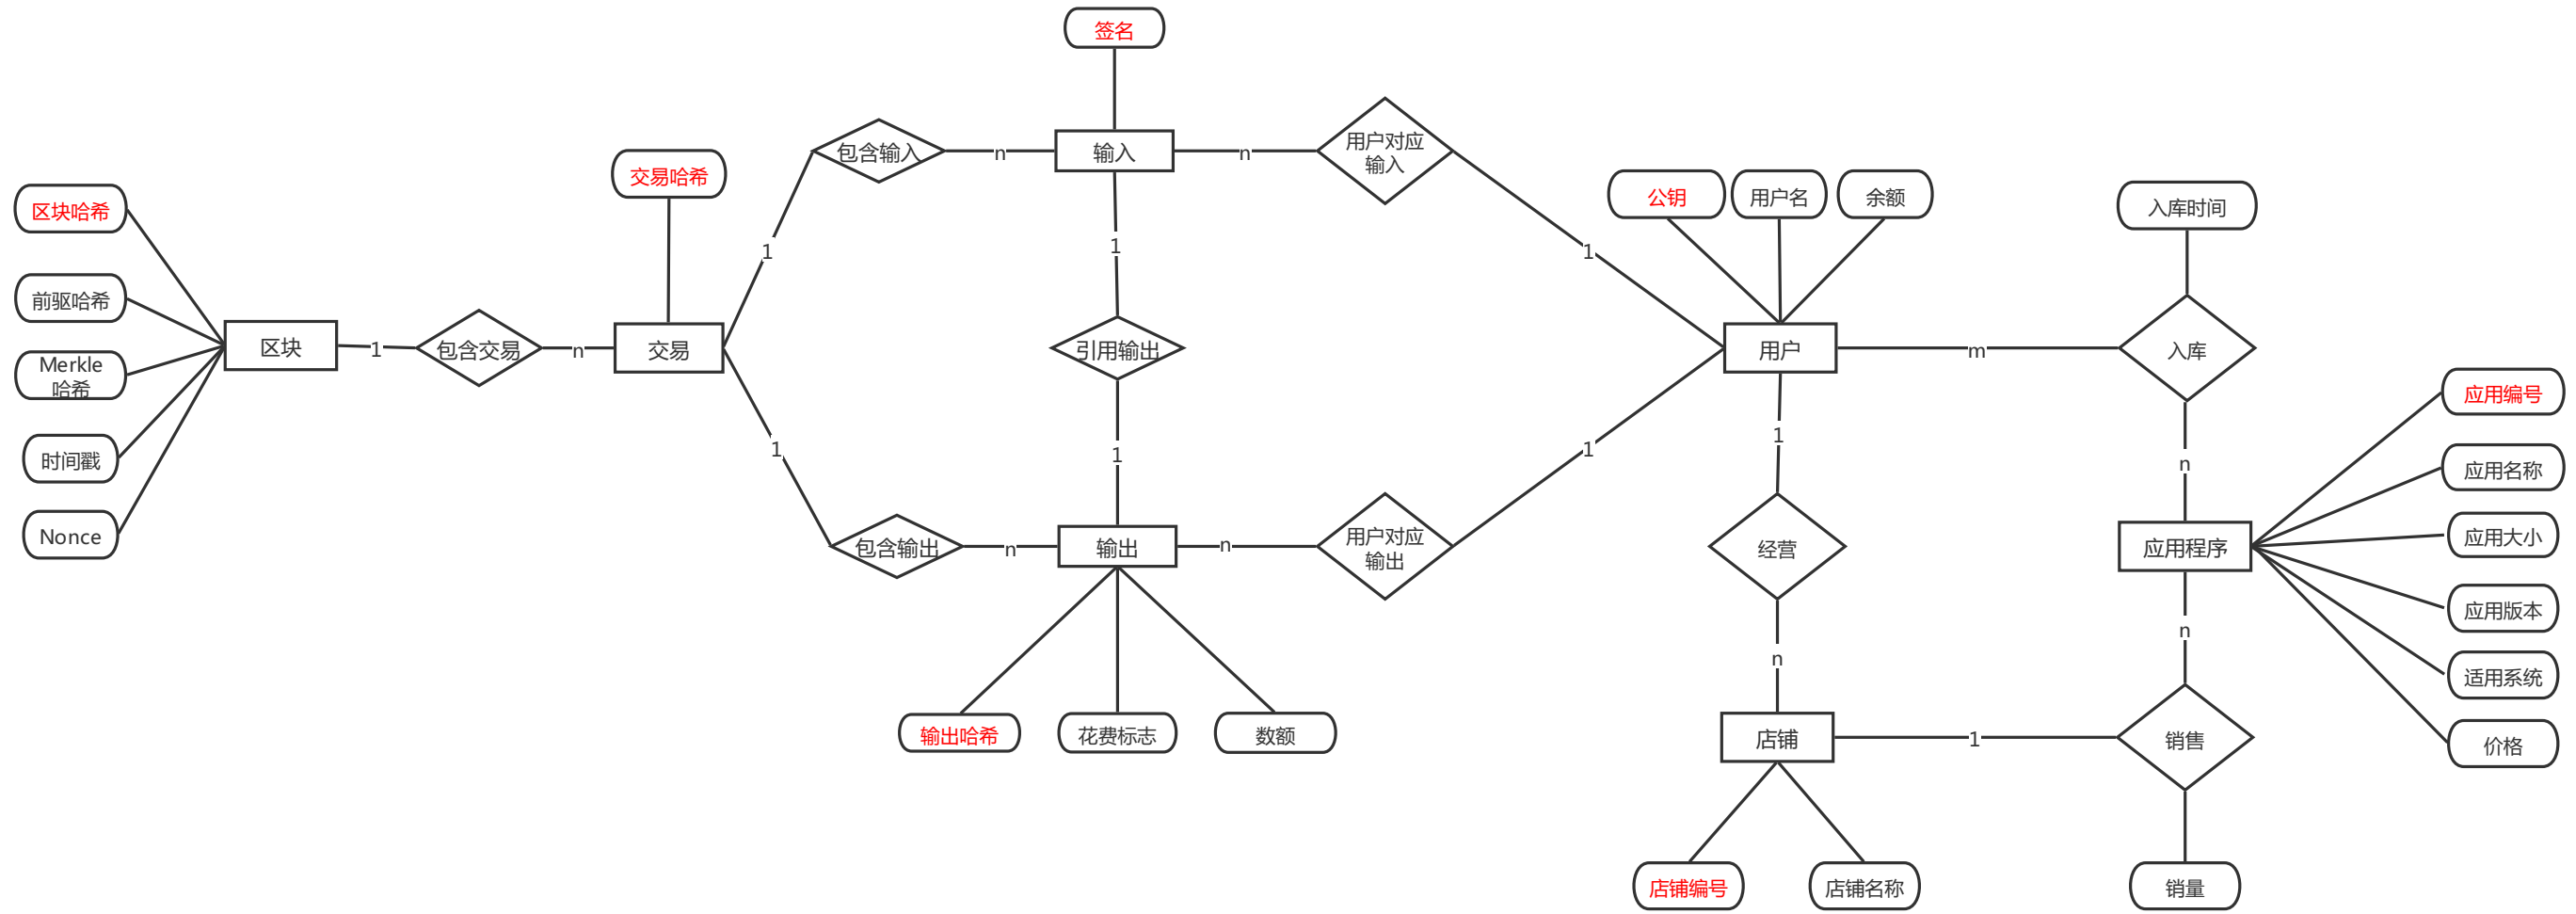 签名
包含输入
n
输入
n
用户对应
输入
交易哈希
公钥
用户名
余额
入库时间
区块哈希
1
1
1
前驱哈希
区块
1
包含交易
n
交易
引用输出
用户
m
入库
Merkle
哈希
应用编号
1
1
1
1
时间戳
n
应用名称
Nonce
包含输出
n
输出
n
用户对应
输出
经营
应用程序
应用大小
应用版本
n
n
适用系统
输出哈希
花费标志
数额
店铺
1
销售
价格
店铺编号
店铺名称
销量